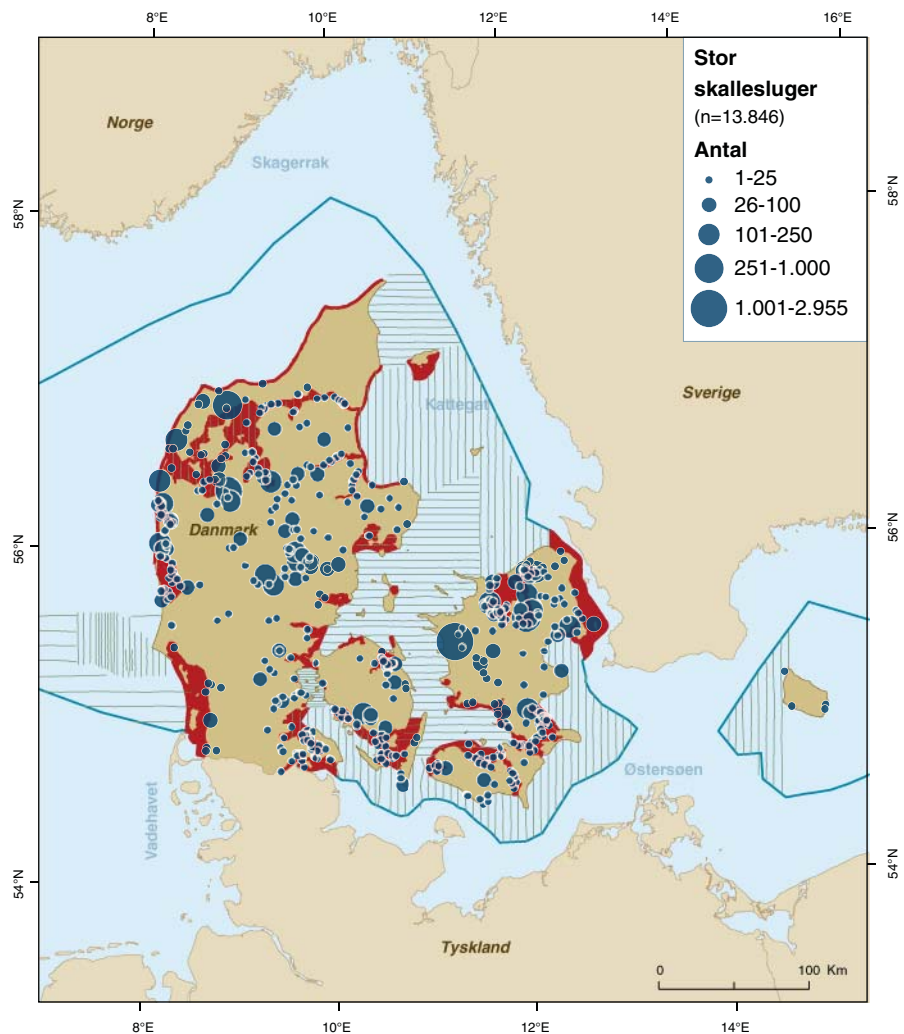 8°E 10°E 12°E 14°E 16°E
Stor
skallesluger
(n=13.846)
Antal
1-25
26-100
101-250
251-1.000
1.001-2.955
Norge
Skagerrak
58°N
58°N
Sverige
Kattegat
Danmark
56°N
56°N
Østersøen
Vadehavet
54°N
54°N
Tyskland
0 100 Km
8°E 10°E 12°E 14°E